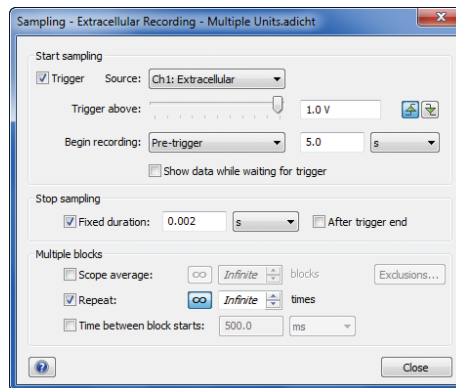 Sampling - Extracellular Recording - Multiple Units.adicht
Start sampling
Trigger Source: Ch1: Extracellular
Trigger above: 1.0 V
Begin recording: Pre-trigger 5.0 s
Show data while waiting for trigger
Stop sampling
Fixed duration: 0.002 s After trigger end
Multiple blocks
Scope average: ∞ Infinite blocks Exclusions...
Repeat: ∞ Infinite times
Time between block starts: 500.0 ms
? Close